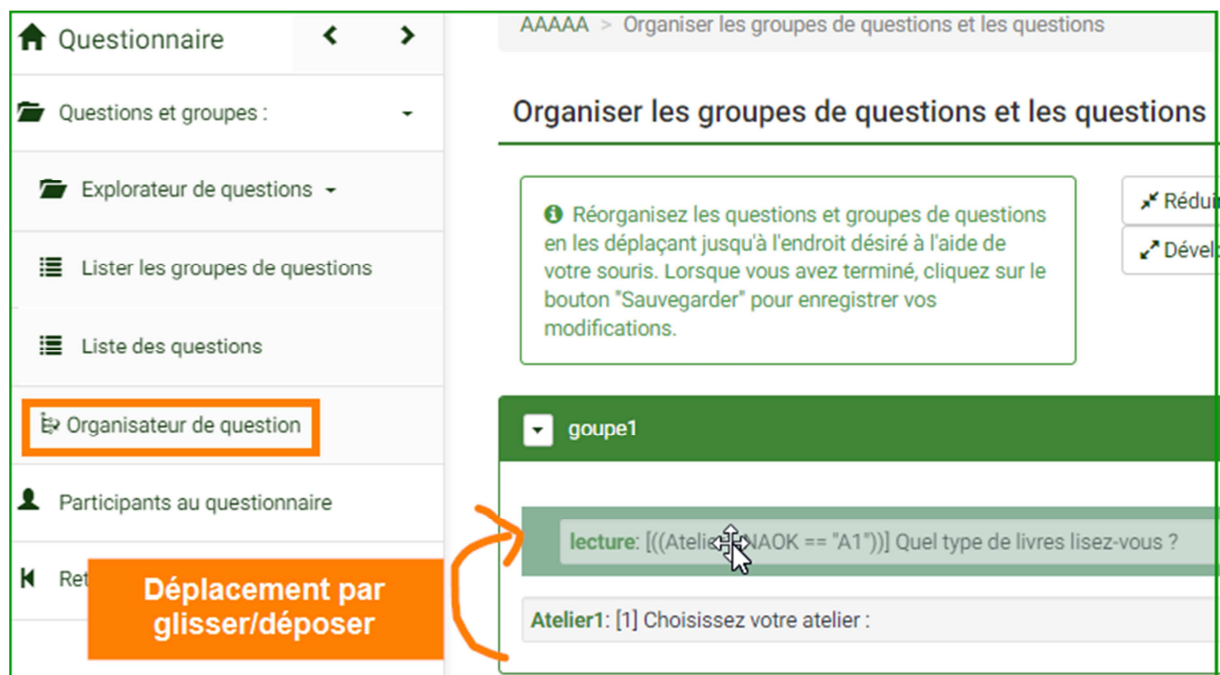 Questionnaire
AAAAA > Organiser les groupes de questions et les questions
Questions et groupes :
Organiser les groupes de questions et les questions
Explorateur de questions
Réorganisez les questions et groupes de questions
en les déplaçant jusqu'à l'endroit désiré à l'aide de
votre souris. Lorsque vous avez terminé, cliquez sur le
bouton "Sauvegarder" pour enregistrer vos
modifications.
Lister les groupes de questions
Liste des questions
Organisateur de question
goupe1
Participants au questionnaire
lecture: NAOK == "A1"))] Quel type de livres lisez-vous ?
Déplacement par
glisser/déposer
Atelier1: [1] Choisissez votre atelier :